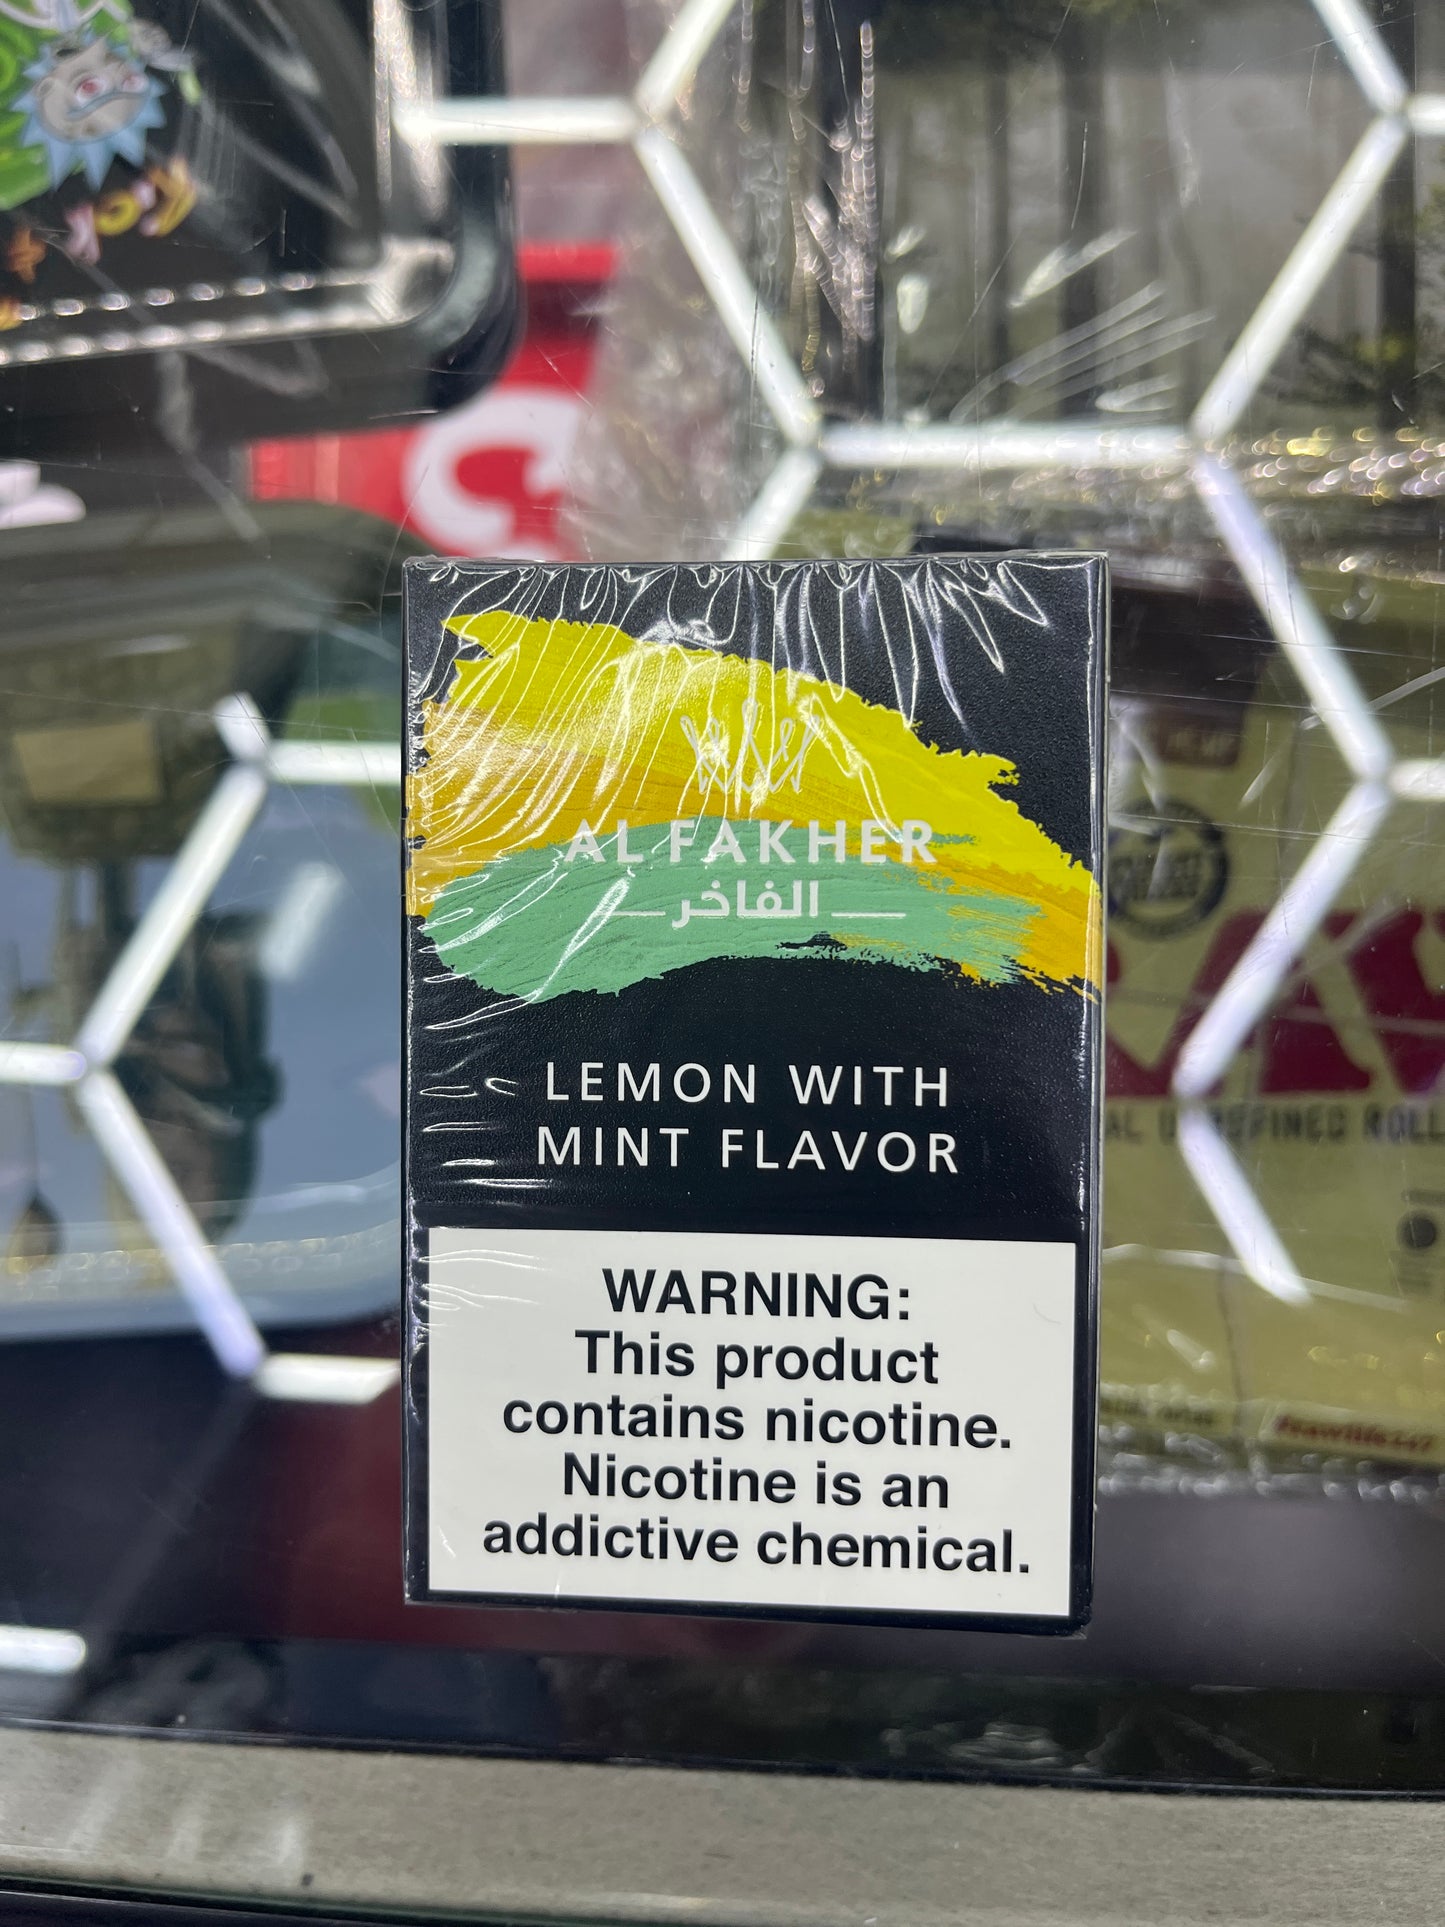 AL FAKHER
الفاخر
LEMON WITH
MINT FLAVOR
WARNING:
This product
contains nicotine.
Nicotine is an
addictive chemical.